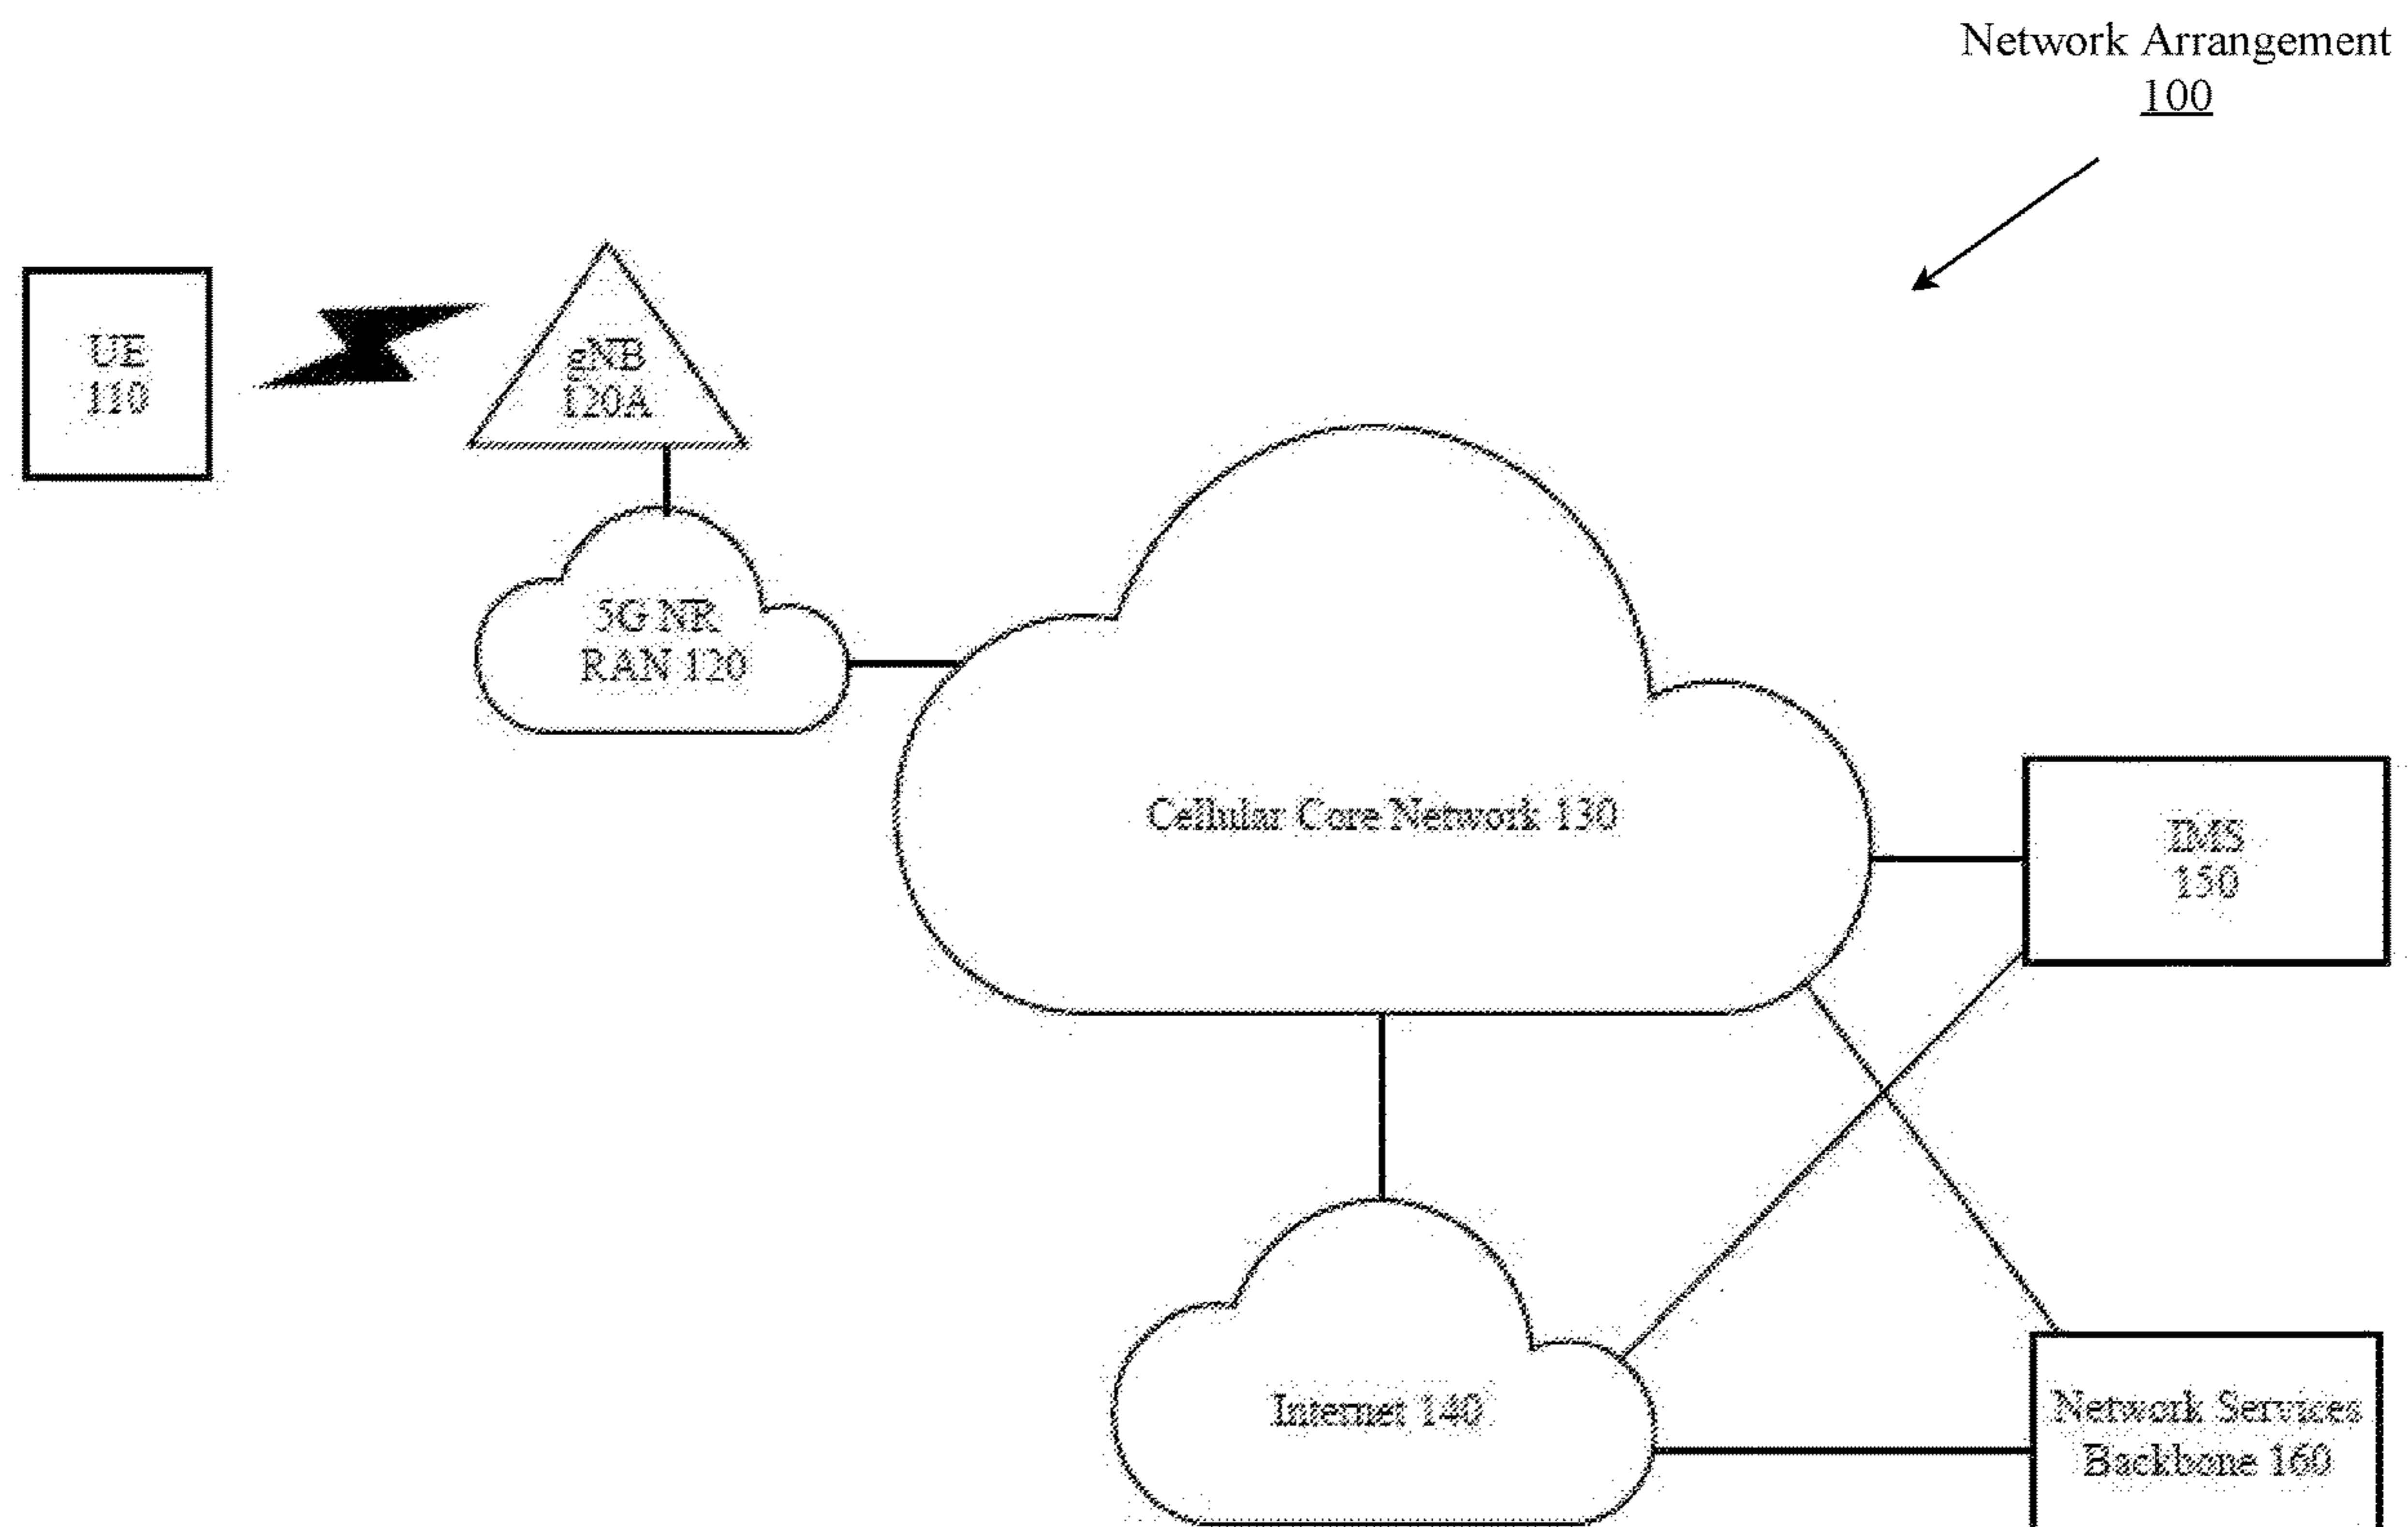 Network Arrangement
100
UE
110
gNB
120A
5G NR
RAN 120
Cellular Core Network 130
IMS
150
Internet 140
Network Services
Backbone 160